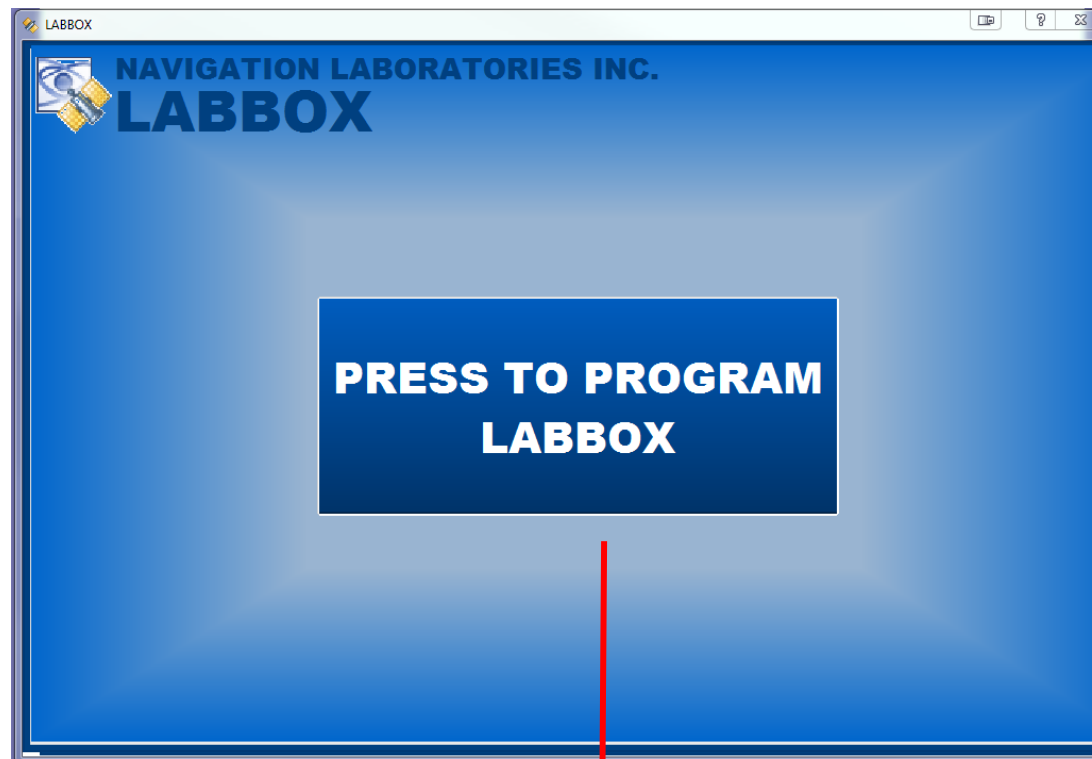 LABBOX
NAVIGATION LABORATORIES INC.
LABBOX
PRESS TO PROGRAM
LABBOX